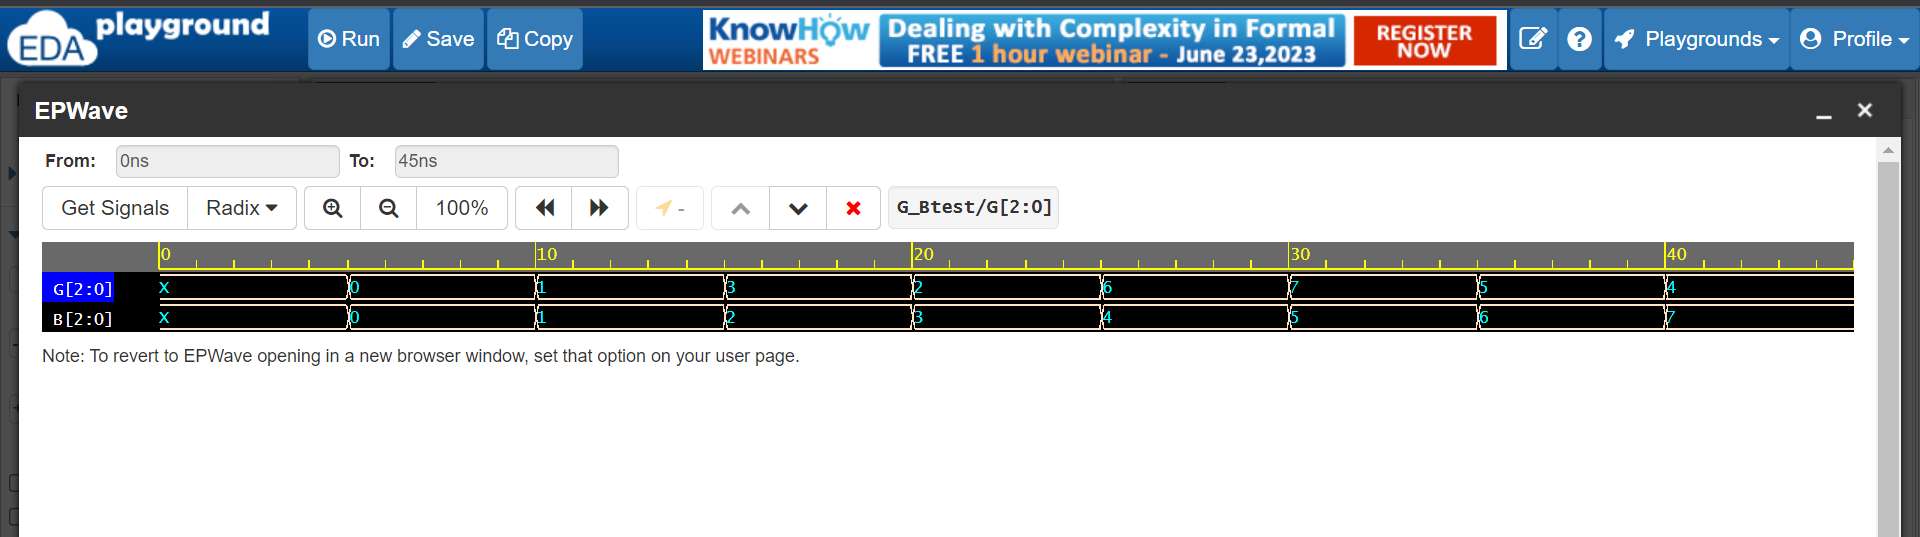 EDA playground
Run Save Copy
KnowHow WEBINARS
Dealing with Complexity in Formal
FREE 1 hour webinar - June 23,2023
REGISTER NOW
Playgrounds Profile
EPWave
From: 0ns To: 45ns
Get Signals Radix 100% - G_Btest/G[2:0]
0 10 20 30 40
G[2:0] X 0 1 3 2 6 7 5 4
B[2:0] X 0 1 2 3 4 5 6 7
Note: To revert to EPWave opening in a new browser window, set that option on your user page.